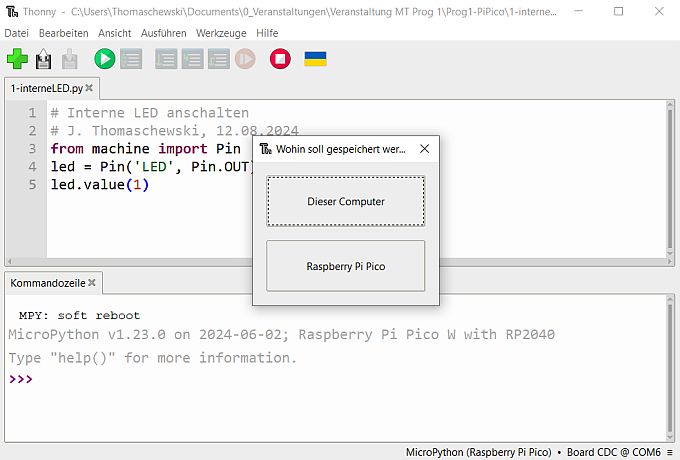 Thonny - C:\Users\Thomaschewski\Documents\0_Veranstaltungen\Veranstaltung MT Prog 1\Prog1-PiPico\1-interne...
Datei Bearbeiten Ansicht Ausführen Werkzeuge Hilfe
1-interneLED.py
1 # Interne LED anschalten
2 # J. Thomaschewski, 12.08.2024
3 from machine import Pin
4 led = Pin('LED', Pin.OUT)
5 led.value(1)
Wohin soll gespeichert wer...
Dieser Computer
Raspberry Pi Pico
Kommandozeile
MPY: soft reboot
MicroPython v1.23.0 on 2024-06-02; Raspberry Pi Pico W with RP2040
Type "help()" for more information.
>>>
MicroPython (Raspberry Pi Pico) • Board CDC @ COM6 ≡